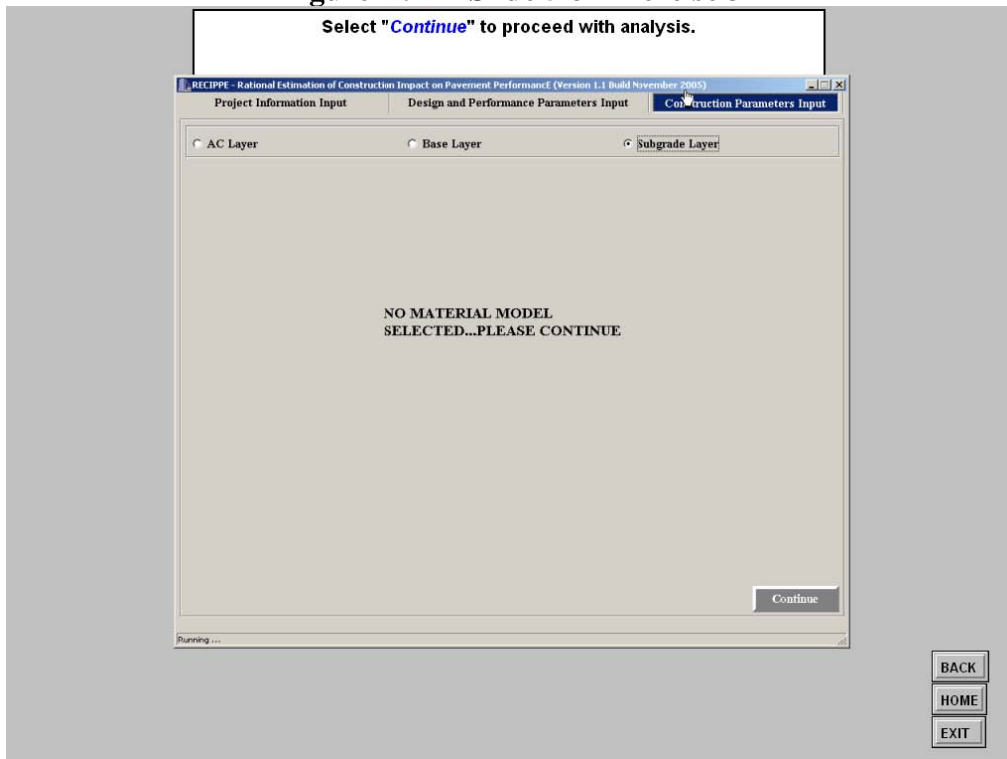 Select "Continue" to proceed with analysis.
RECIPPE - Rational Estimation of Construction Impact on Pavement PerformancE (Version 1.1 Build November 2005)
Project Information Input
Design and Performance Parameters Input
Construction Parameters Input
AC Layer
Base Layer
Subgrade Layer
NO MATERIAL MODEL
SELECTED...PLEASE CONTINUE
Continue
Running ...
BACK
HOME
EXIT